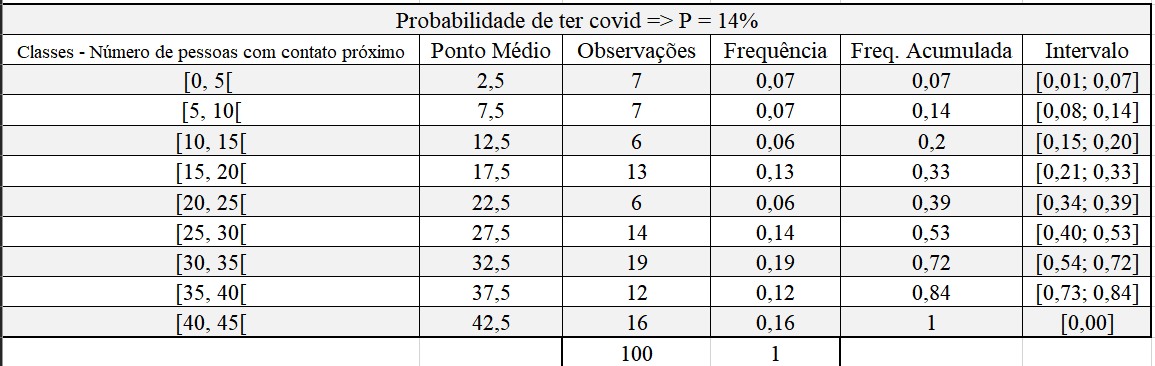 Probabilidade de ter covid => P = 14%
Classes - Número de pessoas com contato próximo Ponto Médio Observações Frequência Freq. Acumulada Intervalo
[0, 5[ 2,5 7 0,07 0,07 [0,01; 0,07]
[5, 10[ 7,5 7 0,07 0,14 [0,08; 0,14]
[10, 15[ 12,5 6 0,06 0,2 [0,15; 0,20]
[15, 20[ 17,5 13 0,13 0,33 [0,21; 0,33]
[20, 25[ 22,5 6 0,06 0,39 [0,34; 0,39]
[25, 30[ 27,5 14 0,14 0,53 [0,40; 0,53]
[30, 35[ 32,5 19 0,19 0,72 [0,54; 0,72]
[35, 40[ 37,5 12 0,12 0,84 [0,73; 0,84]
[40, 45[ 42,5 16 0,16 1 [0,00]
100 1